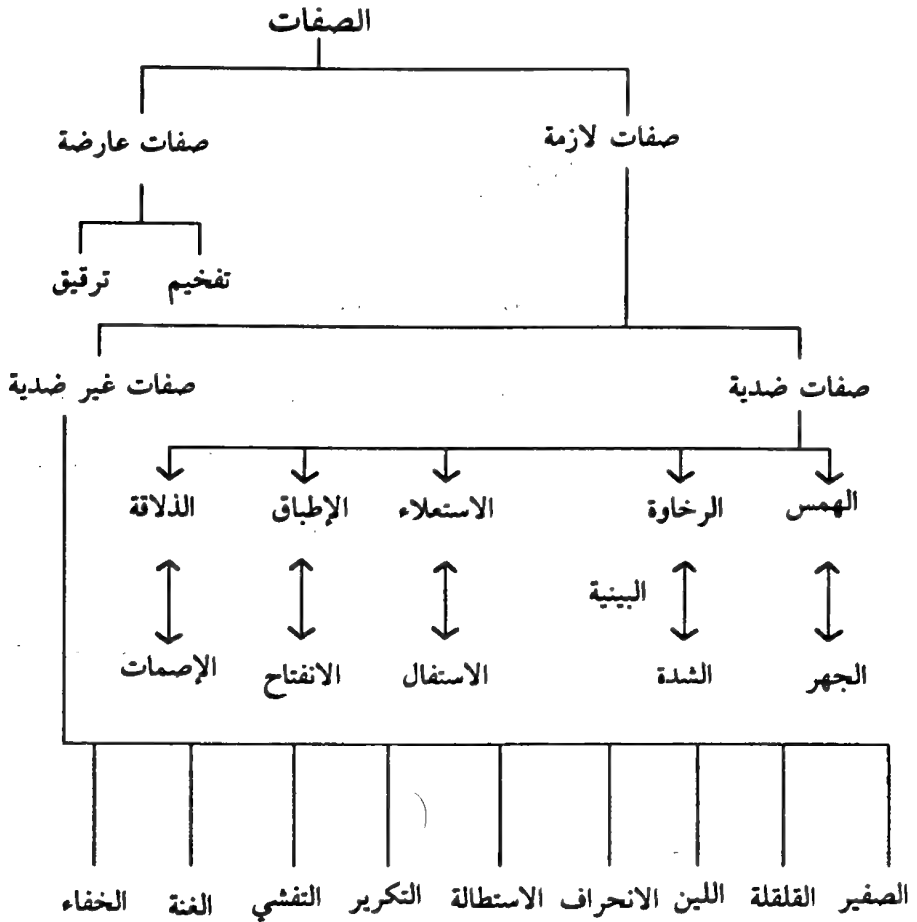 الصفات
صفات لازمة
صفات عارضة
تفخيم ترقيق
صفات ضدية
صفات غير ضدية
الهمس الرخاوة الاستعلاء الإطباق الذلاقة
البينية
الجهر الشدة الاستفال الانفتاح الإصمات
الصفير القلقلة اللين الانحراف الاستطالة التكرير التفشي الغنة الخفاء